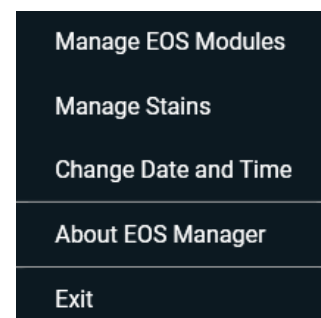 Manage EOS Modules
Manage Stains
Change Date and Time
About EOS Manager
Exit